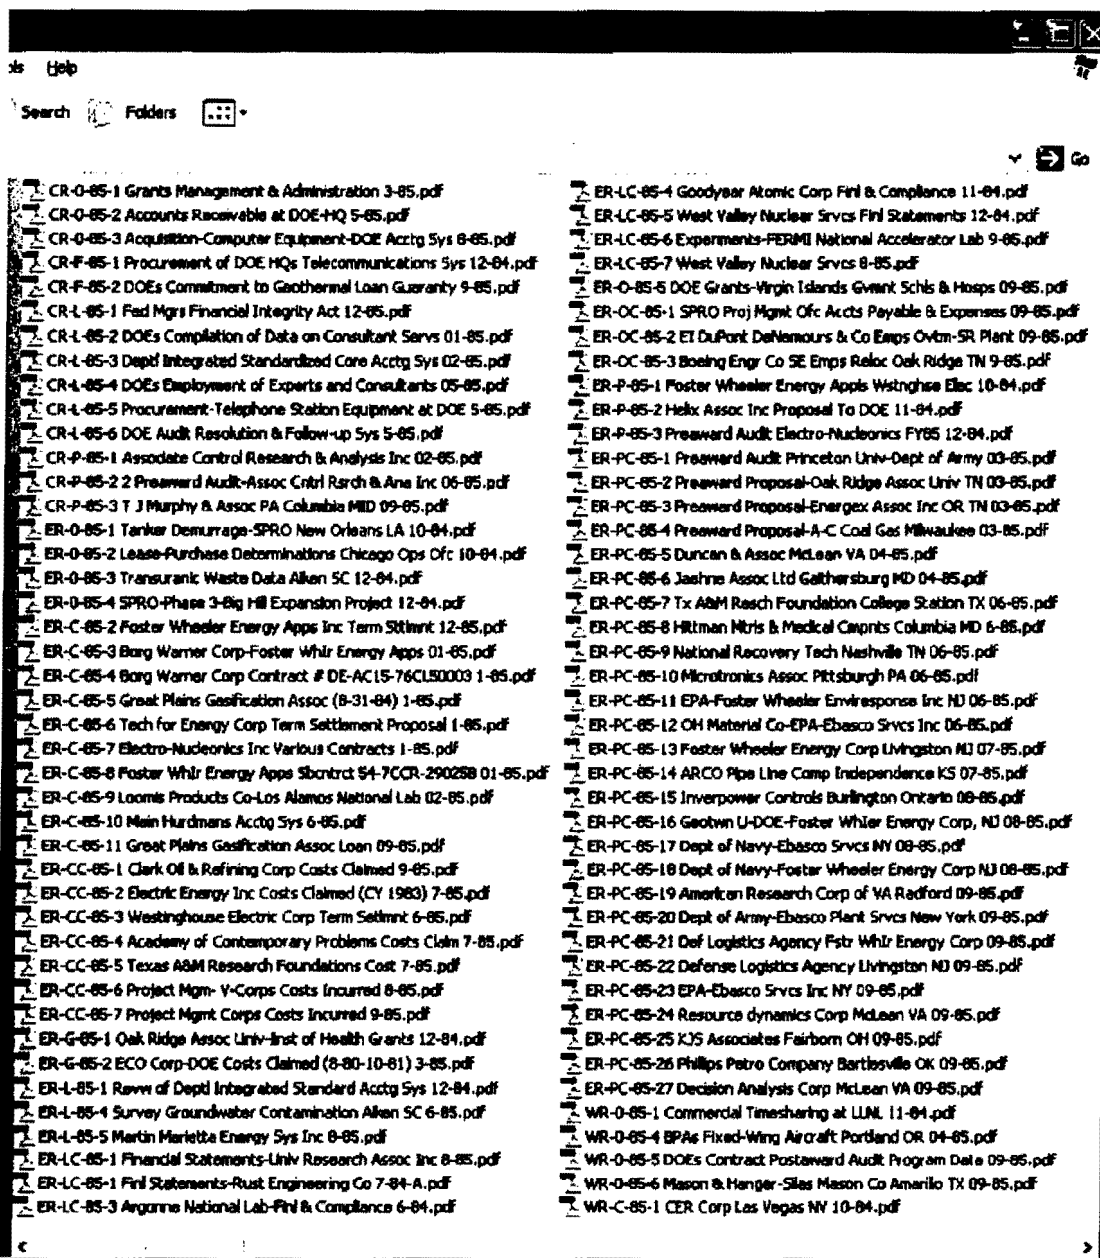 Help
Search
Folders
Go
CR-O-85-1 Grants Management & Administration 3-85.pdf
CR-O-85-2 Accounts Receivable at DOE-HQ 5-85.pdf
CR-O-85-3 Acquisition-Computer Equipment-DOE Acctg Sys 8-85.pdf
CR-F-85-1 Procurement of DOE HQs Telecommunications Sys 12-84.pdf
CR-F-85-2 DOEs Commitment to Geothermal Loan Guaranty 9-85.pdf
CR-L-85-1 Fed Mgrs Financial Integrity Act 12-85.pdf
CR-L-85-2 DOEs Compilation of Data on Consultant Servs 01-85.pdf
CR-L-85-3 Deptl Integrated Standardized Core Acctg Sys 02-85.pdf
CR-L-85-4 DOEs Employment of Experts and Consultants 05-85.pdf
CR-L-85-5 Procurement-Telephone Station Equipment at DOE 5-85.pdf
CR-L-85-6 DOE Audit Resolution & Follow-up Sys 5-85.pdf
CR-P-85-1 Associate Control Research & Analysis Inc 02-85.pdf
CR-P-85-2 2 Preaward Audit-Assoc Cntrl Rsrch & Ana Inc 06-85.pdf
CR-P-85-3 T J Murphy & Assoc PA Columbia MD 09-85.pdf
ER-O-85-1 Tanker Demurrage-SPRO New Orleans LA 10-84.pdf
ER-O-85-2 Lease-Purchase Determinations Chicago Ops Ofc 10-84.pdf
ER-O-85-3 Transuranic Waste Data Aiken SC 12-84.pdf
ER-O-85-4 SPRO-Phase 3-Big Hill Expansion Project 12-84.pdf
ER-C-85-2 Foster Wheeler Energy Apps Inc Term Sttlmnt 12-85.pdf
ER-C-85-3 Borg Warner Corp-Foster Whlr Energy Apps 01-85.pdf
ER-C-85-4 Borg Warner Corp Contract # DE-AC15-76CL50003 1-85.pdf
ER-C-85-5 Great Plains Gasification Assoc (8-31-84) 1-85.pdf
ER-C-85-6 Tech for Energy Corp Term Settlement Proposal 1-85.pdf
ER-C-85-7 Electro-Nucleonics Inc Various Contracts 1-85.pdf
ER-C-85-8 Foster Whlr Energy Apps Sbcntrct S4-7CCR-290258 01-85.pdf
ER-C-85-9 Loomis Products Co-Los Alamos National Lab 02-85.pdf
ER-C-85-10 Main Hurdmans Acctg Sys 6-85.pdf
ER-C-85-11 Great Plains Gasification Assoc Loan 09-85.pdf
ER-CC-85-1 Clark Oil & Refining Corp Costs Claimed 9-85.pdf
ER-CC-85-2 Electric Energy Inc Costs Claimed (CY 1983) 7-85.pdf
ER-CC-85-3 Westinghouse Electric Corp Term Setlmnt 6-85.pdf
ER-CC-85-4 Academy of Contemporary Problems Costs Claim 7-85.pdf
ER-CC-85-5 Texas A&M Research Foundations Cost 7-85.pdf
ER-CC-85-6 Project Mgm- V-Corps Costs Incurred 8-85.pdf
ER-CC-85-7 Project Mgmt Corps Costs Incurred 9-85.pdf
ER-G-85-1 Oak Ridge Assoc Univ-Inst of Health Grants 12-84.pdf
ER-G-85-2 ECO Corp-DOE Costs Claimed (8-80-10-81) 3-85.pdf
ER-L-85-1 Revw of Deptl Integrated Standard Acctg Sys 12-84.pdf
ER-L-85-4 Survey Groundwater Contamination Aiken SC 6-85.pdf
ER-L-85-5 Martin Marietta Energy Sys Inc 8-85.pdf
ER-LC-85-1 Financial Statements-Univ Research Assoc Inc 8-85.pdf
ER-LC-85-1 Finl Statements-Rust Engineering Co 7-84-A.pdf
ER-LC-85-3 Argonne National Lab-Finl & Compliance 6-84.pdf
ER-LC-85-4 Goodyear Atomic Corp Finl & Compliance 11-84.pdf
ER-LC-85-5 West Valley Nuclear Srvcs Finl Statements 12-84.pdf
ER-LC-85-6 Experments-FERMI National Accelerator Lab 9-85.pdf
ER-LC-85-7 West Valley Nuclear Srvcs 8-85.pdf
ER-O-85-6 DOE Grants-Virgin Islands Gvmnt Schls & Hosps 09-85.pdf
ER-OC-85-1 SPRO Proj Mgmt Ofc Accts Payable & Expenses 09-85.pdf
ER-OC-85-2 EI DuPont DeNemours & Co Emps Ovtm-SR Plant 09-85.pdf
ER-OC-85-3 Boeing Engr Co SE Emps Reloc Oak Ridge TN 9-85.pdf
ER-P-85-1 Foster Wheeler Energy Appls Wstnghse Elec 10-84.pdf
ER-P-85-2 Helix Assoc Inc Proposal To DOE 11-84.pdf
ER-P-85-3 Preaward Audit Electro-Nucleonics FY85 12-84.pdf
ER-PC-85-1 Preaward Audit Princeton Univ-Dept of Army 03-85.pdf
ER-PC-85-2 Preaward Proposal-Oak Ridge Assoc Univ TN 03-85.pdf
ER-PC-85-3 Preaward Proposal-Energex Assoc Inc OR TN 03-85.pdf
ER-PC-85-4 Preaward Proposal-A-C Coal Gas Milwaukee 03-85.pdf
ER-PC-85-5 Duncan & Assoc McLean VA 04-85.pdf
ER-PC-85-6 Jaehne Assoc Ltd Gaithersburg MD 04-85.pdf
ER-PC-85-7 Tx A&M Resch Foundation College Station TX 06-85.pdf
ER-PC-85-8 Hittman Mtrls & Medical Cmpnts Columbia MD 6-85.pdf
ER-PC-85-9 National Recovery Tech Nashville TN 06-85.pdf
ER-PC-85-10 Microtronics Assoc Pittsburgh PA 06-85.pdf
ER-PC-85-11 EPA-Foster Wheeler Enviresponse Inc NJ 06-85.pdf
ER-PC-85-12 OH Material Co-EPA-Ebasco Srvcs Inc 06-85.pdf
ER-PC-85-13 Foster Wheeler Energy Corp Livingston NJ 07-85.pdf
ER-PC-85-14 ARCO Pipe Line Comp Independence KS 07-85.pdf
ER-PC-85-15 Inverpower Controls Burlington Ontario 08-85.pdf
ER-PC-85-16 Geotwn U-DOE-Foster Whler Energy Corp, NJ 08-85.pdf
ER-PC-85-17 Dept of Navy-Ebasco Srvcs NY 08-85.pdf
ER-PC-85-18 Dept of Navy-Foster Wheeler Energy Corp NJ 08-85.pdf
ER-PC-85-19 American Research Corp of VA Radford 09-85.pdf
ER-PC-85-20 Dept of Army-Ebasco Plant Srvcs New York 09-85.pdf
ER-PC-85-21 Def Logistics Agency Fstr Whlr Energy Corp 09-85.pdf
ER-PC-85-22 Defense Logistics Agency Livingston NJ 09-85.pdf
ER-PC-85-23 EPA-Ebasco Srvcs Inc NY 09-85.pdf
ER-PC-85-24 Resource dynamics Corp McLean VA 09-85.pdf
ER-PC-85-25 KJS Associates Fairborn OH 09-85.pdf
ER-PC-85-26 Phillips Petro Company Bartlesville OK 09-85.pdf
ER-PC-85-27 Decision Analysis Corp McLean VA 09-85.pdf
WR-O-85-1 Commercial Timesharing at LLNL 11-84.pdf
WR-O-85-4 BPAs Fixed-Wing Aircraft Portland OR 04-85.pdf
WR-O-85-5 DOEs Contract Postaward Audit Program Data 09-85.pdf
WR-O-85-6 Mason & Hanger-Silas Mason Co Amarillo TX 09-85.pdf
WR-C-85-1 CER Corp Las Vegas NV 10-84.pdf